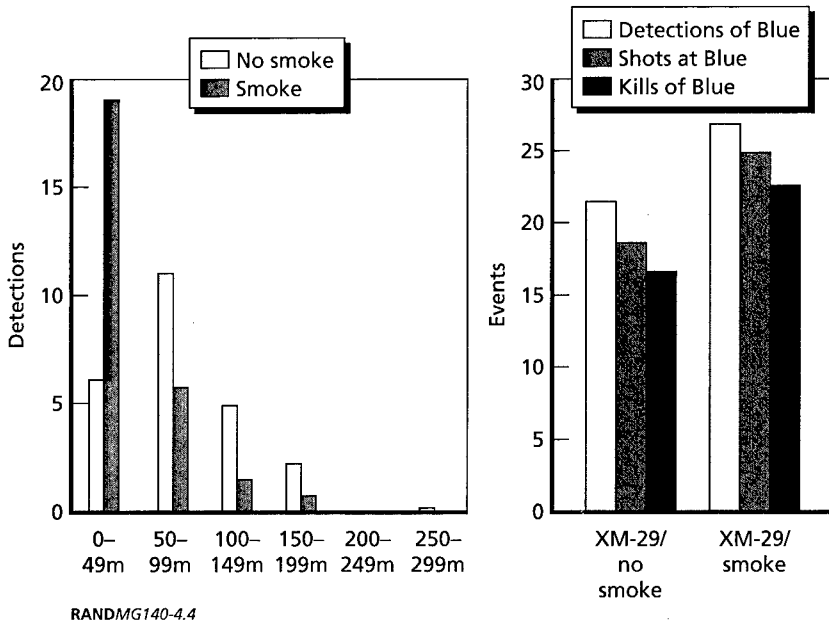 No smoke
Smoke
Detections
20
15
10
5
0
0–
49m
50–
99m
100–
149m
150–
199m
200–
249m
250–
299m
Detections of Blue
Shots at Blue
Kills of Blue
Events
30
25
20
15
10
5
0
XM-29/
no
smoke
XM-29/
smoke
RANDMG140-4.4